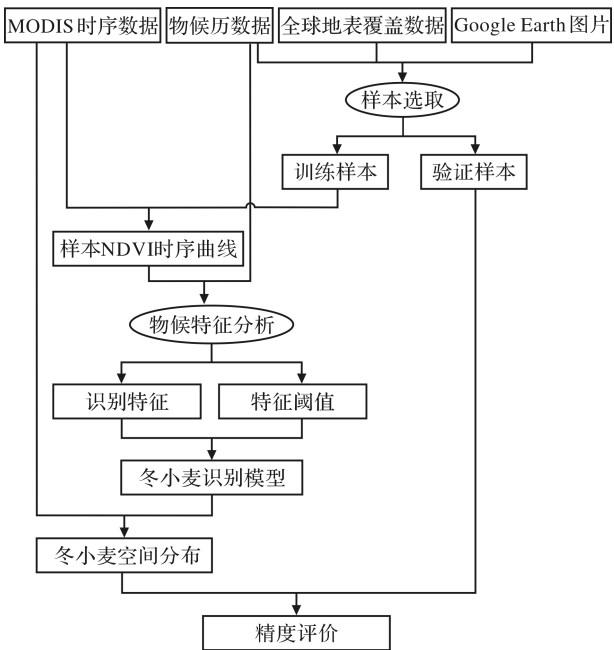 MODIS时序数据
物候历数据
全球地表覆盖数据
Google Earth图片
样本选取
训练样本
验证样本
样本NDVI时序曲线
物候特征分析
识别特征
特征阈值
冬小麦识别模型
冬小麦空间分布
精度评价